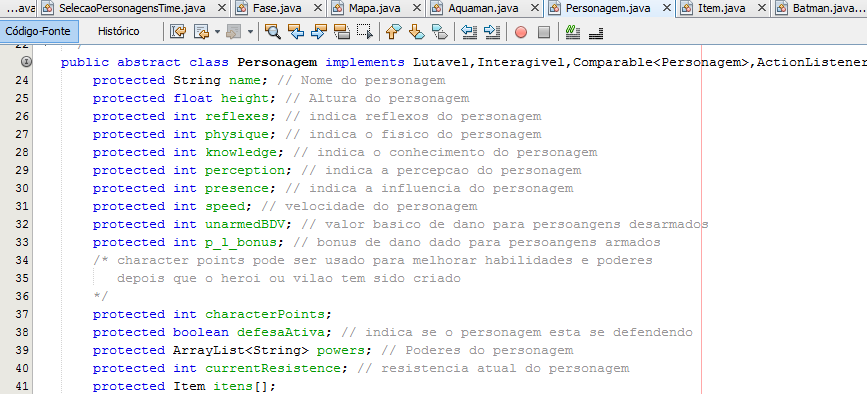 ...ava SelecaoPersonagensTime.java Fase.java Mapa.java Aquaman.java Personagem.java Item.java Batman.java...
Código-Fonte Histórico
22
public abstract class Personagem implements Lutavel,Interagivel,Comparable<Personagem>,ActionListener
24 protected String name; // Nome do personagem
25 protected float height; // Altura do personagem
26 protected int reflexes; // indica reflexos do personagem
27 protected int physique; // indica o fisico do personagem
28 protected int knowledge; // indica o conhecimento do personagem
29 protected int perception; // indica a percepcao do personagem
30 protected int presence; // indica a influencia do personagem
31 protected int speed; // velocidade do personagem
32 protected int unarmedBDV; // valor basico de dano para persoangens desarmados
33 protected int p_l_bonus; // bonus de dano dado para persoangens armados
34 /* character points pode ser usado para melhorar habilidades e poderes
35 depois que o heroi ou vilao tem sido criado
36 */
37 protected int characterPoints;
38 protected boolean defesaAtiva; // indica se o personagem esta se defendendo
39 protected ArrayList<String> powers; // Poderes do personagem
40 protected int currentResistence; // resistencia atual do personagem
41 protected Item itens[];